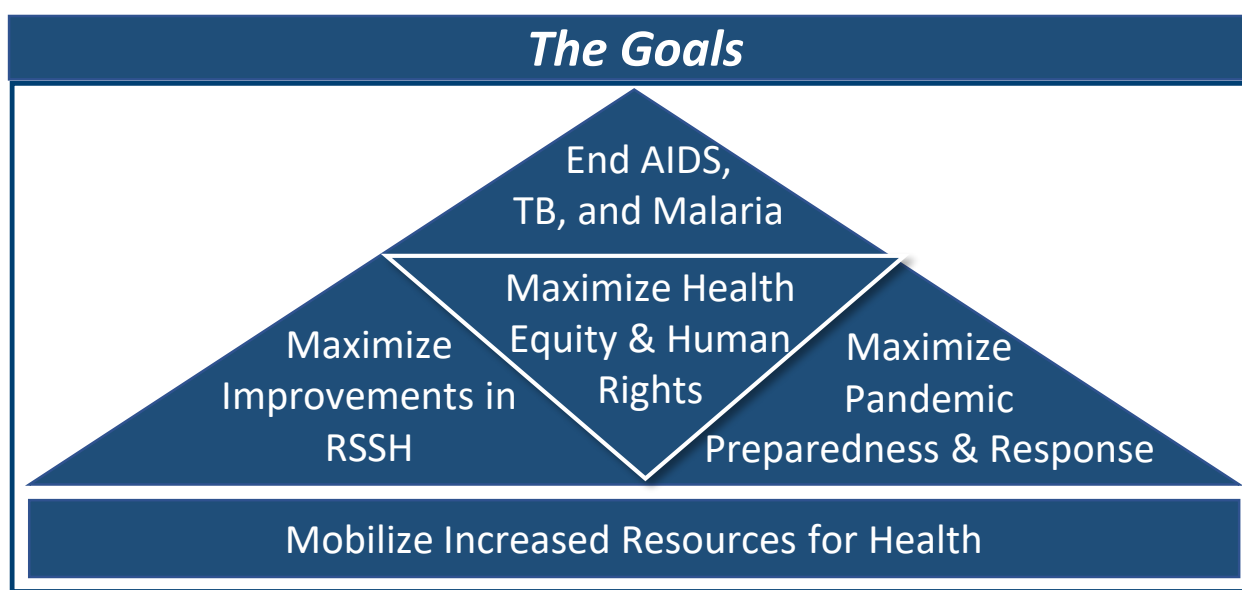 The Goals
End AIDS,
TB, and Malaria
Maximize Health
Equity & Human
Rights
Maximize
Improvements in
RSSH
Maximize
Pandemic
Preparedness & Response
Mobilize Increased Resources for Health